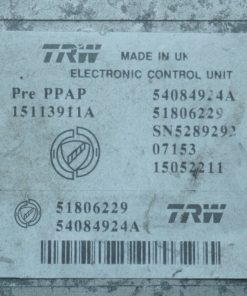 TRW MADE IN UK
ELECTRONIC CONTROL UNIT
Pre PPAP 54084924A
15113911A 51806229
SN5289292
07153
15052211
51806229 TRW
54084924A